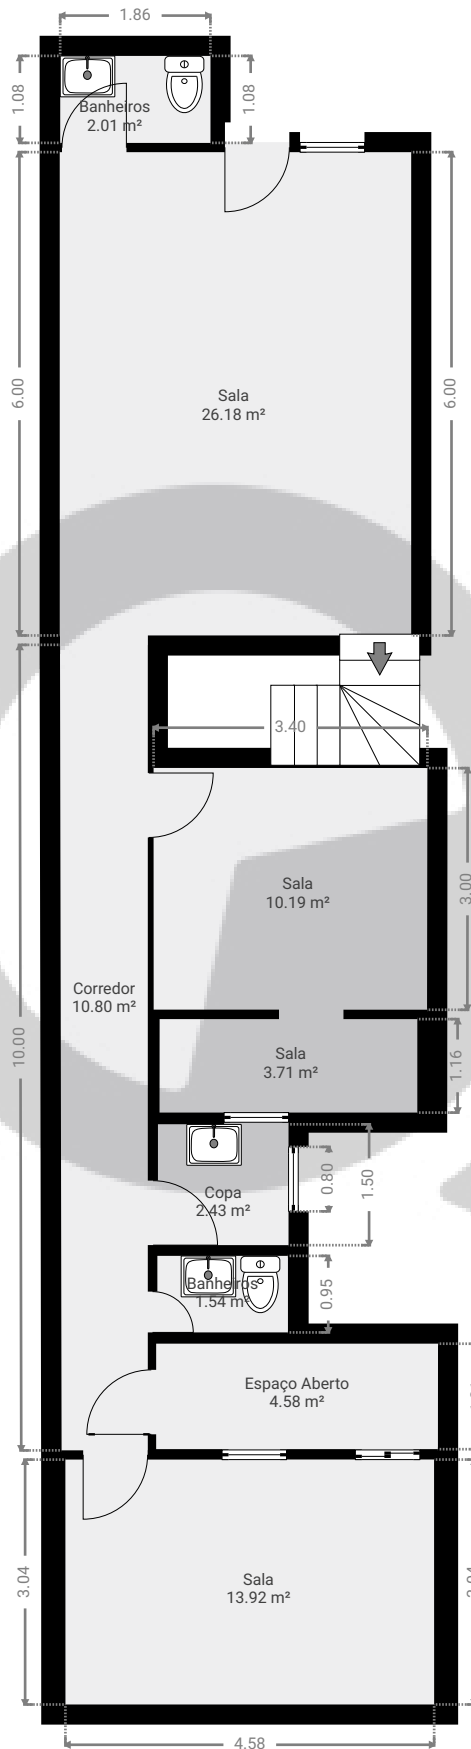 1.86
1.08
1.08
Banheiros
2.01 m²
6.00
6.00
Sala
26.18 m²
3.40
Sala
10.19 m²
3.00
Corredor
10.80 m²
10.00
Sala
3.71 m²
1.16
0.80
1.50
Copa
2.43 m²
Banheiros
1.54 m²
0.95
Espaço Aberto
4.58 m²
3.04
Sala
13.92 m²
4.58